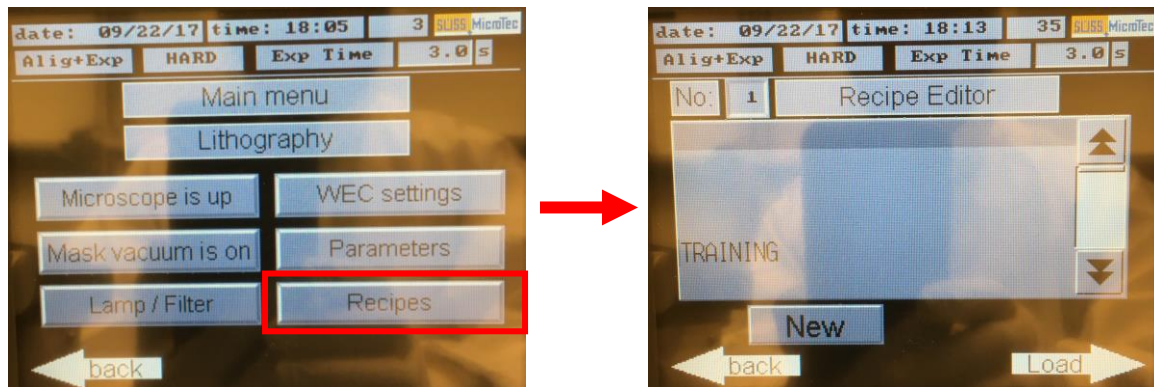 date: 09/22/17 time: 18:05 3 SUSS MicroTec
Alig+Exp HARD Exp Time 3.0 s
Main menu
Lithography
Microscope is up WEC settings
Mask vacuum is on Parameters
Lamp / Filter Recipes
back
date: 09/22/17 time: 18:13 35 SUSS MicroTec
Alig+Exp HARD Exp Time 3.0 s
No: 1 Recipe Editor
TRAINING
New
back Load